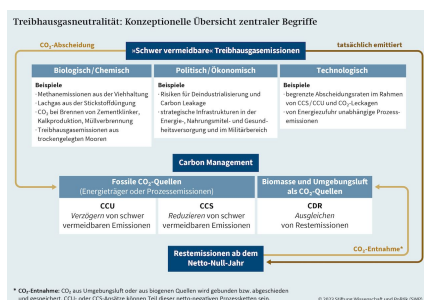 Treibhausgasneutralität: Konzeptionelle Übersicht zentraler Begriffe
CO₂-Abscheidung
»Schwer vermeidbare« Treibhausgasemissionen
tatsächlich emittiert
Biologisch/Chemisch
Beispiele
· Methanemissionen aus der Viehhaltung
· Lachgas aus der Stickstoffdüngung
· CO₂ bei Brennen von Zementklinker,
Kalkproduktion, Müllverbrennung
· Treibhausgasemissionen aus
trockengelegten Mooren
Politisch/Ökonomisch
Beispiele
· Risiken für Deindustrialisierung und
Carbon Leakage
· strategische Infrastrukturen in der
Energie-, Nahrungsmittel- und Gesund-
heitsversorgung und im Militärbereich
Technologisch
Beispiele
· begrenzte Abscheidungsraten im Rahmen
von CCS/CCU und CO₂-Leckagen
· von Energiezufuhr unabhängige Prozess-
emissionen
Carbon Management
Fossile CO₂-Quellen
(Energieträger oder Prozessemissionen)
Biomasse und Umgebungsluft
als CO₂-Quellen
CCU
Verzögern von schwer
vermeidbaren Emissionen
CCS
Reduzieren von schwer
vermeidbaren Emissionen
CDR
Ausgleichen
von Restemissionen
CO₂-Entnahme*
Restemissionen ab dem
Netto-Null-Jahr
* CO₂-Entnahme: CO₂ aus Umgebungsluft oder aus biogenen Quellen wird gebunden bzw. abgeschieden
und gespeichert. CCU- oder CCS-Ansätze können Teil dieser netto-negativen Prozessketten sein.
© 2023 Stiftung Wissenschaft und Politik (SWP)